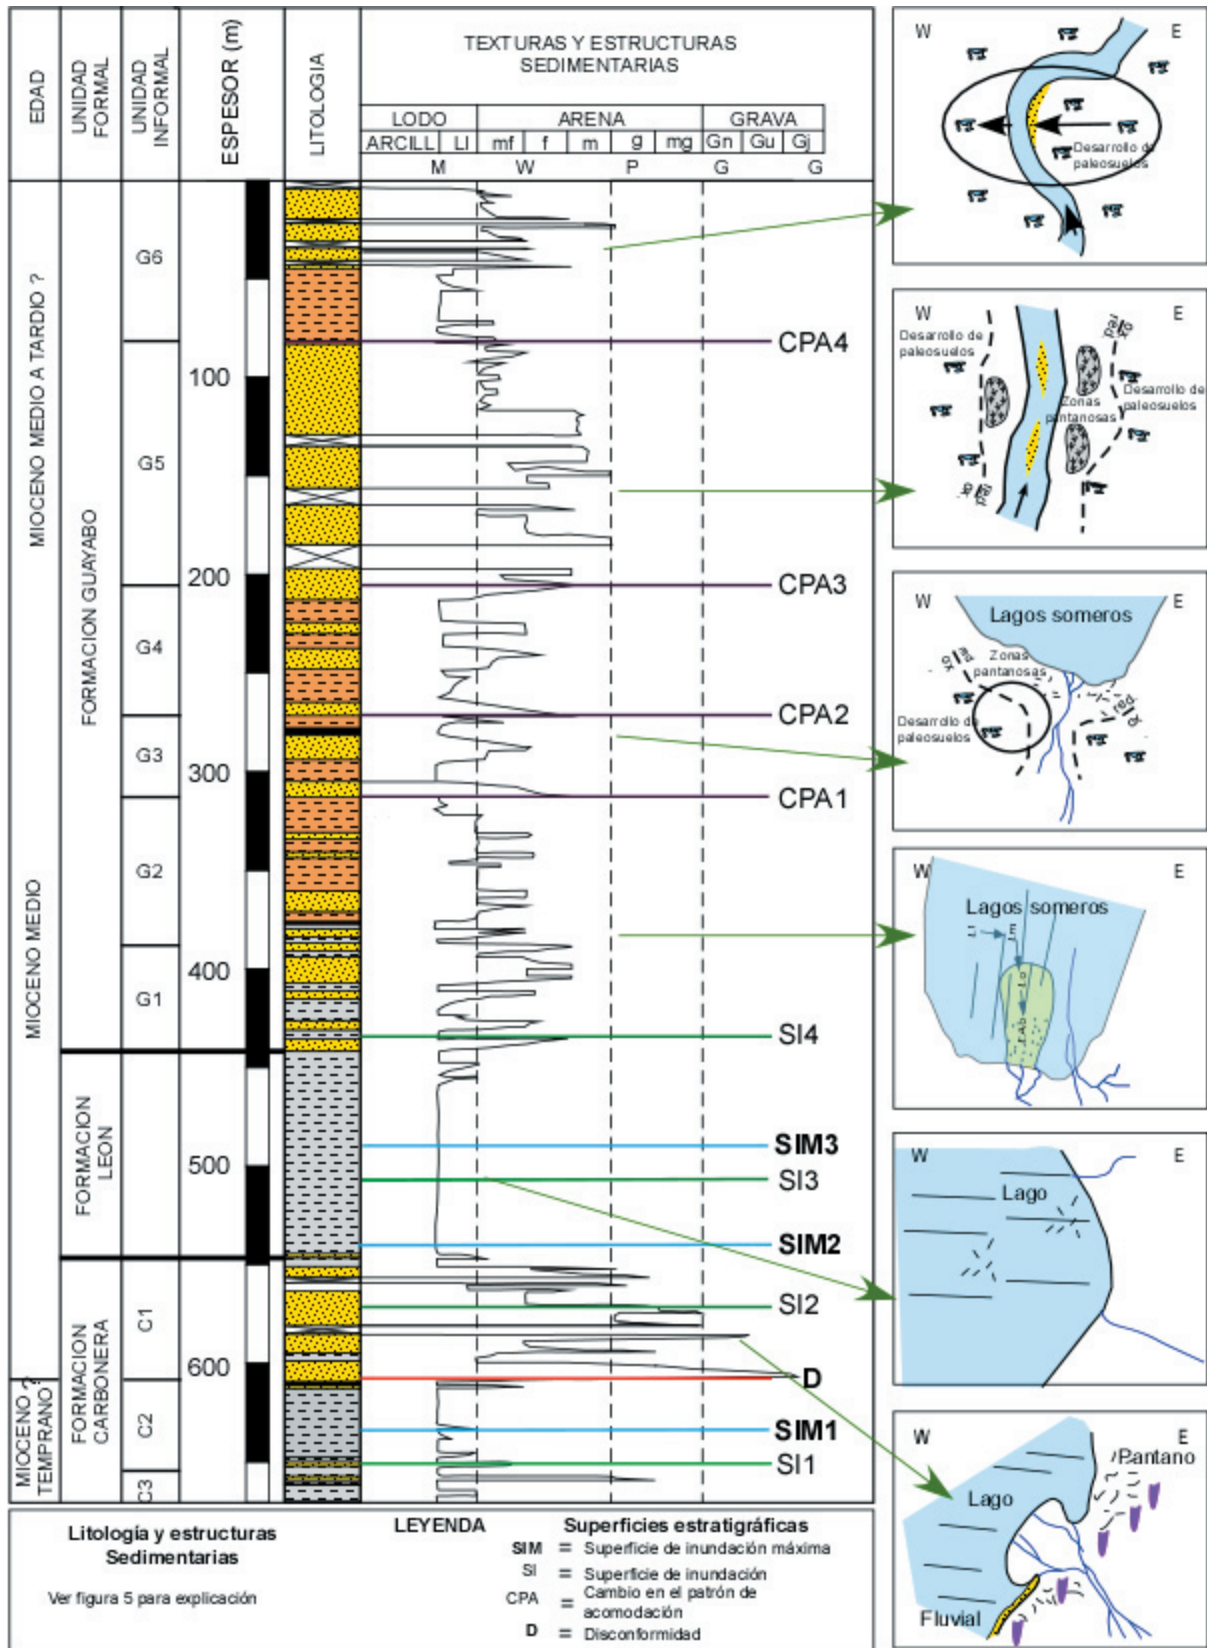 EDAD
UNIDAD
FORMAL
UNIDAD
INFORMAL
ESPESOR (m)
LITOLOGIA
TEXTURAS Y ESTRUCTURAS
SEDIMENTARIAS
LODO ARENA GRAVA
ARCILL LI mf f m g mg Gn Gu Gj
M W P G G
MIOCENO MEDIO A TARDIO ?
MIOCENO MEDIO
MIOCENO ?
TEMPRANO
FORMACION GUAYABO
FORMACION
LEON
FORMACION
CARBONERA
G6
G5
G4
G3
G2
G1
C1
C2
C3
100
200
300
400
500
600
CPA4
CPA3
CPA2
CPA1
SI4
SIM3
SI3
SIM2
SI2
D
SIM1
SI1
W E
Desarrollo de
paleosuelos
W E
Desarrollo de
paleosuelos
ox
red.
Zonas
pantanosas
Desarrollo de
paleosuelos
red.
ox.
W E
Lagos someros
Zonas
pantanosas
Desarrollo de
paleosuelos
W E
Lagos someros
W E
Lago
W E
Pantano
Lago
Fluvial
Litología y estructuras
Sedimentarias
Ver figura 5 para explicación
LEYENDA
Superficies estratigráficas
SIM = Superficie de inundación máxima
SI = Superficie de inundación
CPA = Cambio en el patrón de
acomodación
D = Disconformidad